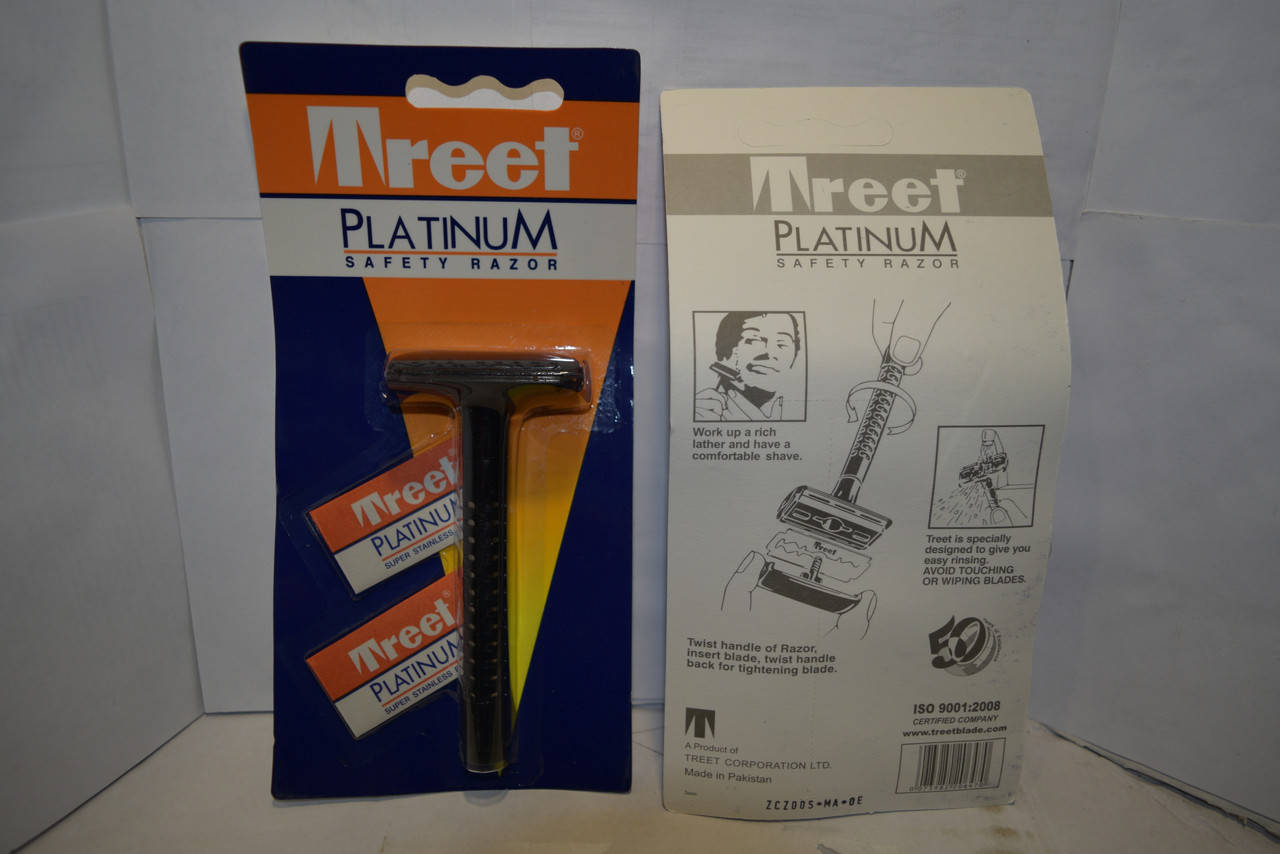 Treet®
PLATINUM
SAFETY RAZOR
Treet
PLATINUM
SUPER STAINLESS
Treet
PLATINUM
SUPER STAINLESS
Treet®
PLATINUM
SAFETY RAZOR
Work up a rich
lather and have a
comfortable shave.
Treet
Treet is specially
designed to give you
easy rinsing.
AVOID TOUCHING
OR WIPING BLADES.
Twist handle of Razor,
insert blade, twist handle
back for tightening blade.
50
ISO 9001:2008
CERTIFIED COMPANY
www.treetblade.com
T
A Product of
TREET CORPORATION LTD.
Made in Pakistan
ZCZOOS*MA*OE